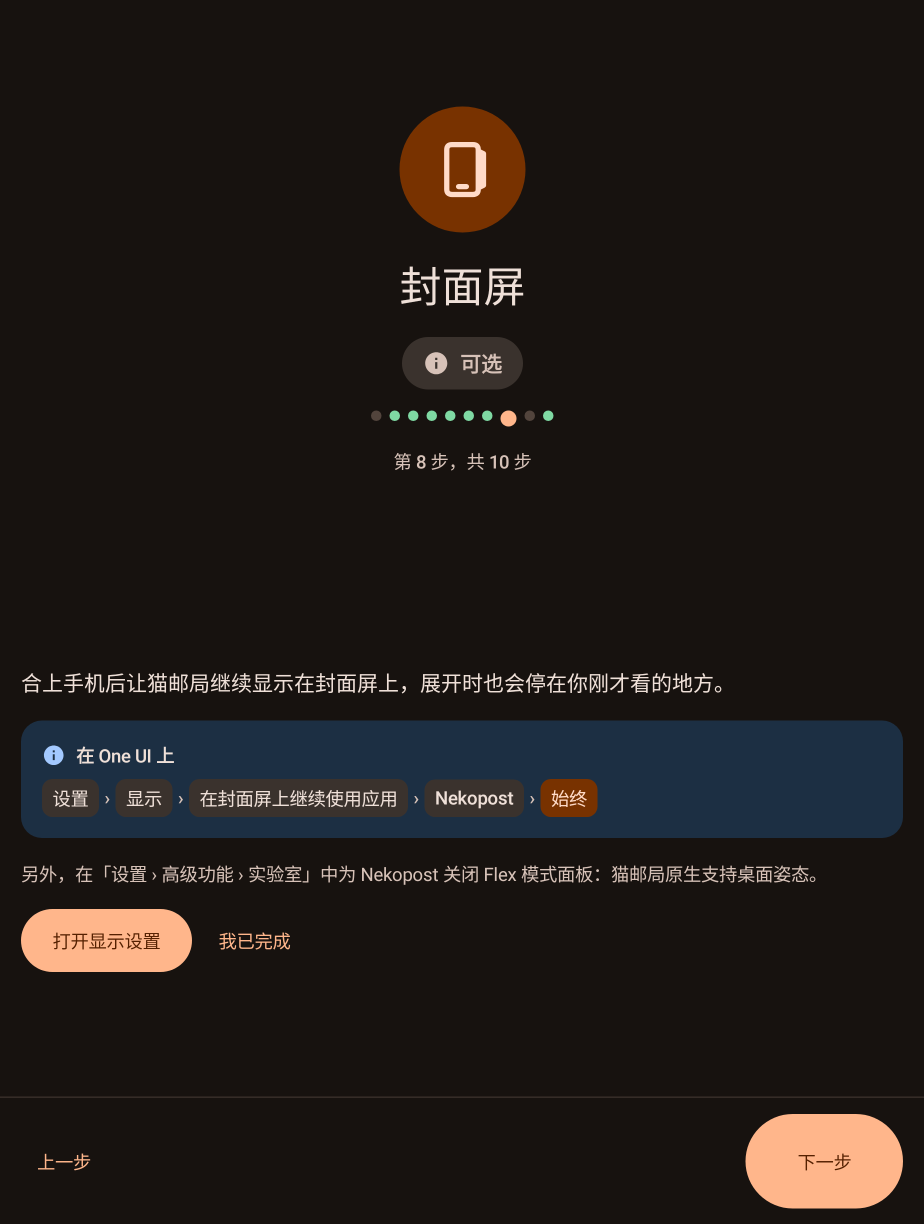 封面屏
可选
第 8 步，共 10 步
合上手机后让猫邮局继续显示在封面屏上，展开时也会停在你刚才看的地方。
在 One UI 上
设置 › 显示 › 在封面屏上继续使用应用 › Nekopost › 始终
另外，在「设置 › 高级功能 › 实验室」中为 Nekopost 关闭 Flex 模式面板：猫邮局原生支持桌面姿态。
打开显示设置 我已完成
上一步 下一步